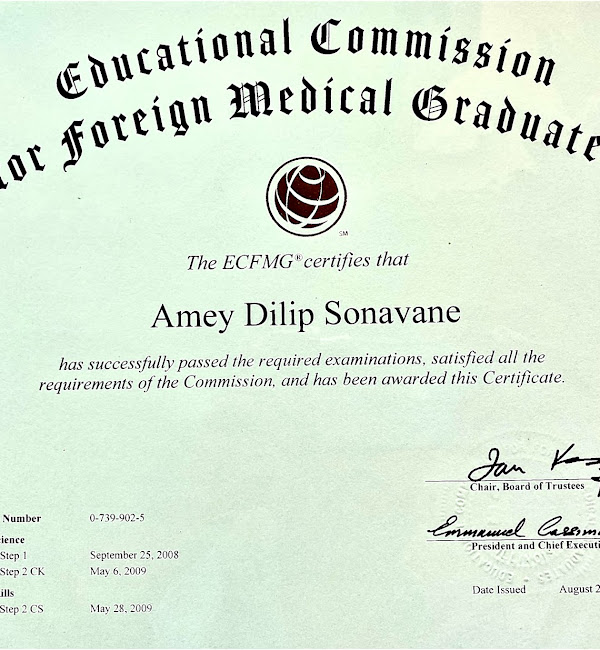 Educational Commission
for Foreign Medical Graduate
SM
The ECFMG® certifies that
Amey Dilip Sonavane
has successfully passed the required examinations, satisfied all the
requirements of the Commission, and has been awarded this Certificate.
Chair, Board of Trustees
Number 0-739-902-5
Emmanuel
President and Chief Executi
Step 1 September 25, 2008
Step 2 CK May 6, 2009
Date Issued August 2
Step 2 CS May 28, 2009